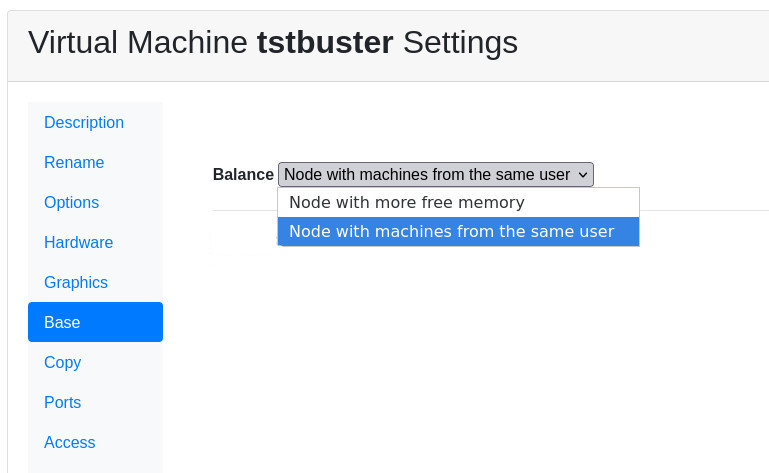 Virtual Machine tstbuster Settings
Description
Rename
Options
Hardware
Graphics
Base
Copy
Ports
Access
Balance Node with machines from the same user
Node with more free memory
Node with machines from the same user